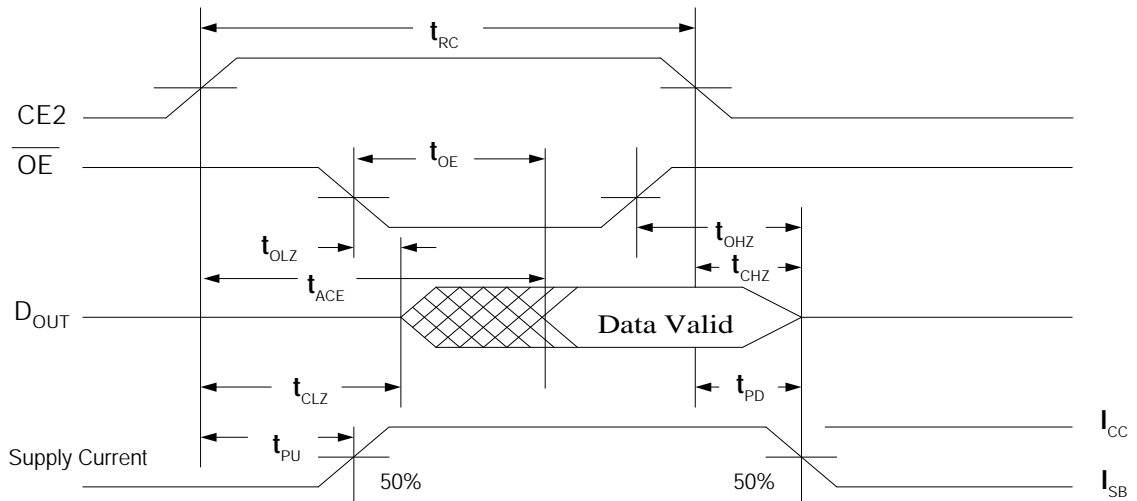 tRC
CE2
OE
tOE
tOHZ
tOLZ
tCHZ
tACE
DOUT
Data Valid
tCLZ
tPD
ICC
tPU
Supply Current
50%
50%
ISB